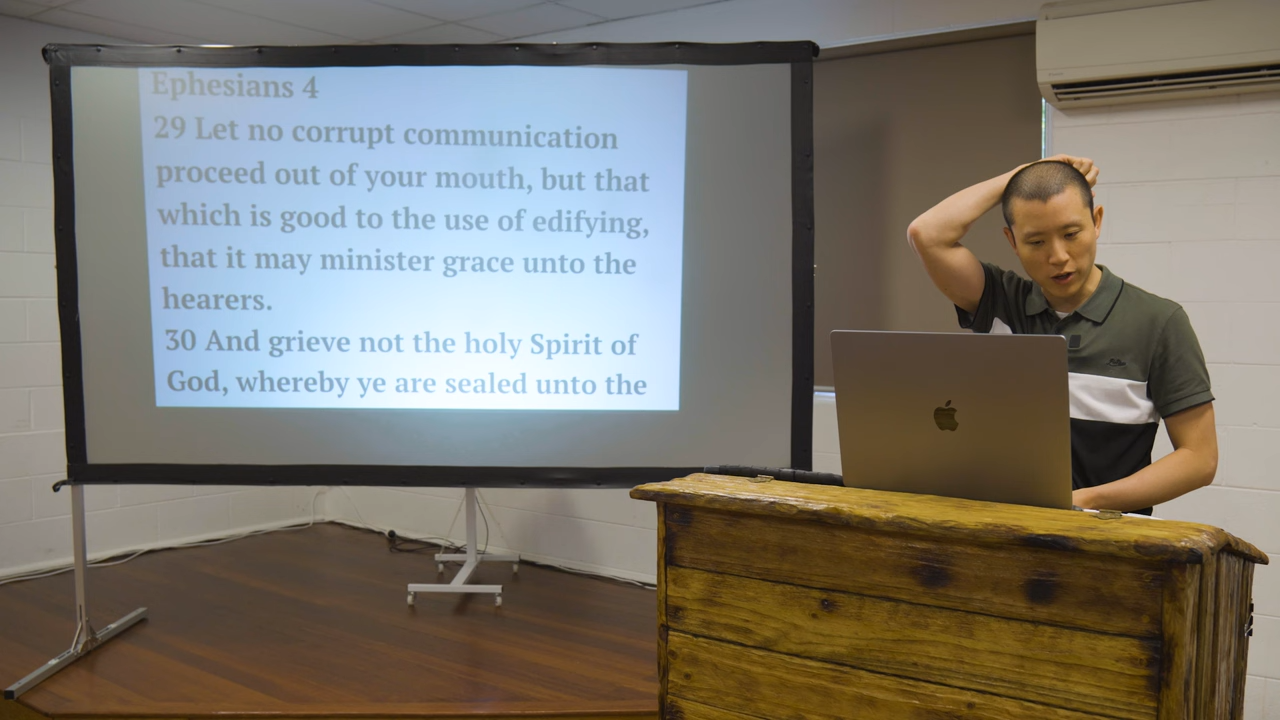 Ephesians 4
29 Let no corrupt communication
proceed out of your mouth, but that
which is good to the use of edifying,
that it may minister grace unto the
hearers.
30 And grieve not the holy Spirit of
God, whereby ye are sealed unto the